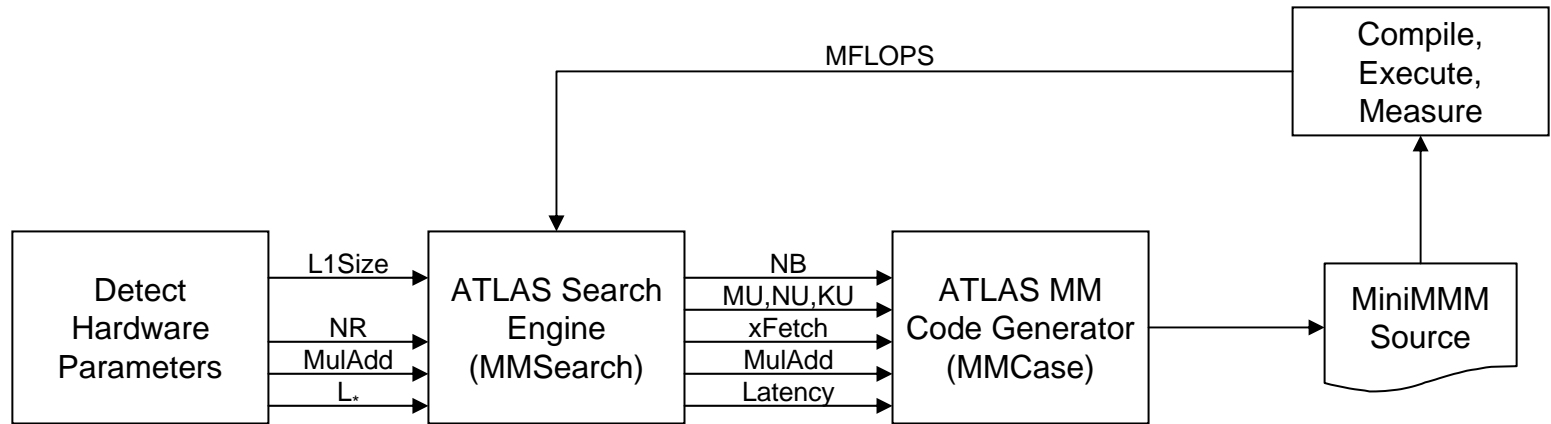 Compile,
Execute,
Measure
MFLOPS
Detect
Hardware
Parameters
L1Size
NR
MulAdd
L*
ATLAS Search
Engine
(MMSearch)
NB
MU,NU,KU
xFetch
MulAdd
Latency
ATLAS MM
Code Generator
(MMCase)
MiniMMM
Source